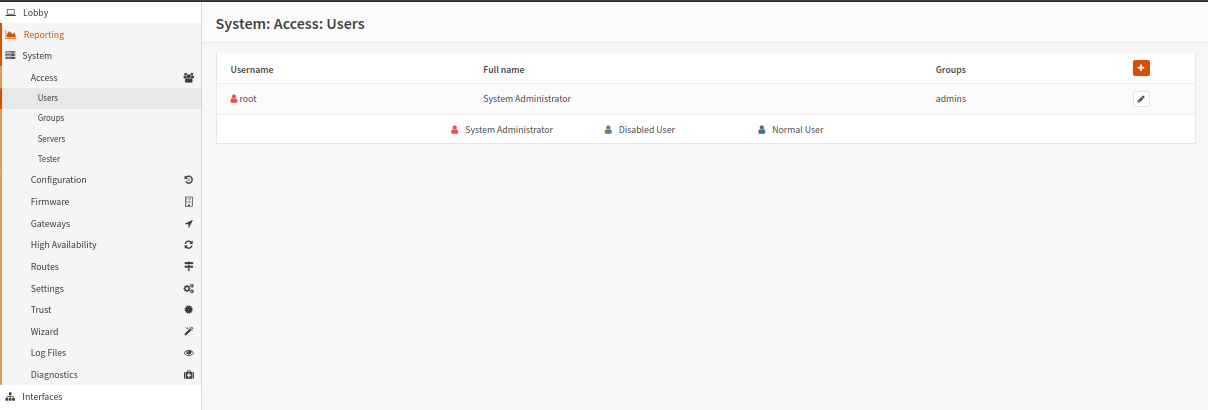 Lobby
Reporting
System
Access
Users
Groups
Servers
Tester
Configuration
Firmware
Gateways
High Availability
Routes
Settings
Trust
Wizard
Log Files
Diagnostics
Interfaces
System: Access: Users
Username Full name Groups
root System Administrator admins
System Administrator Disabled User Normal User